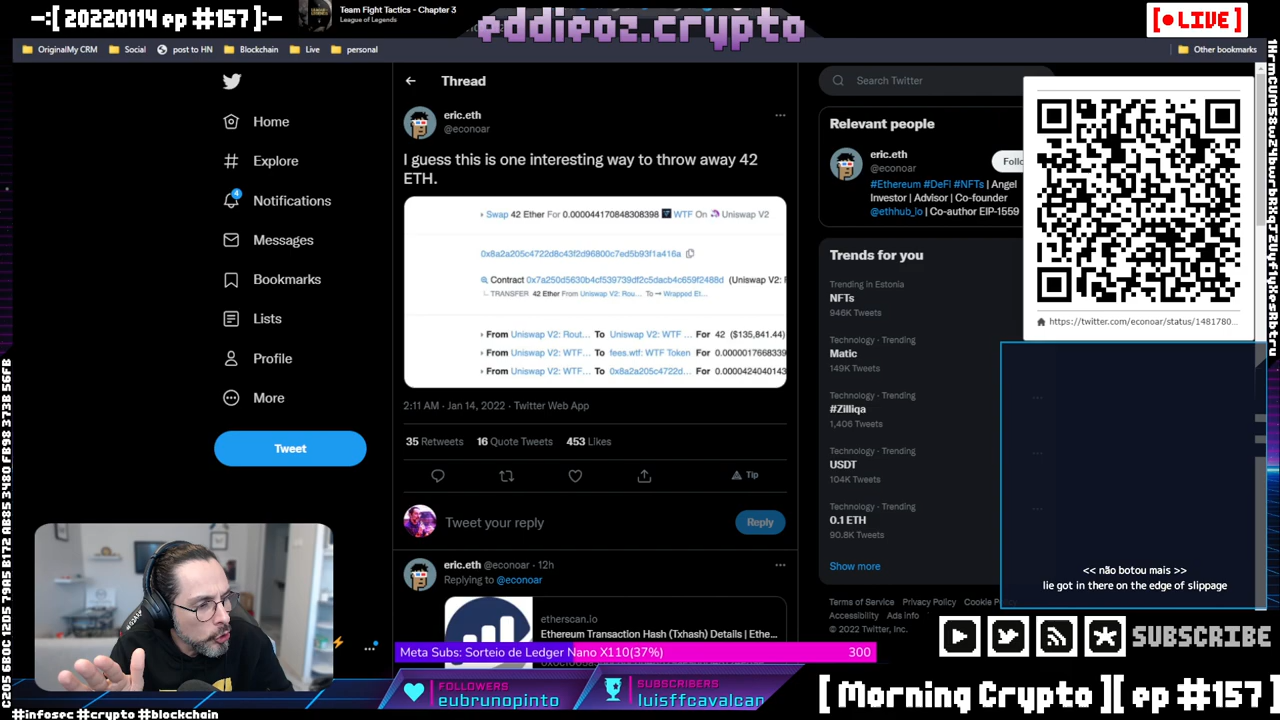 -:[ 20220114 ep #157 ]:-
Team Fight Tactics - Chapter 3
League of Legends
eddieoz.crypto
[● LIVE]
OriginalMy CRM
Social
post to HN
Blockchain
Live
personal
Other bookmarks
Home
Explore
4
Notifications
Messages
Bookmarks
Lists
Profile
More
Tweet
Thread
eric.eth
@econoar
I guess this is one interesting way to throw away 42
ETH.
Swap 42 Ether For 0.000044170848308398 WTF On Uniswap V2
0x8a2a205c4722d8c43f2d96800c7ed5b93f1a416a
Contract 0x7a250d5630b4cf539739df2c5dacb4c659f2488d (Uniswap V2: F
TRANSFER 42 Ether From Uniswap V2: Rou... To → Wrapped Et...
From Uniswap V2: Rout... To Uniswap V2: WTF ... For 42 ($135,841.44)
From Uniswap V2: WTF... To fees.wtf: WTF Token For 0.0000017668339
From Uniswap V2: WTF... To 0x8a2a205c4722d... For 0.0000424040143
2:11 AM · Jan 14, 2022 · Twitter Web App
35 Retweets 16 Quote Tweets 453 Likes
Tip
Tweet your reply
Reply
eric.eth @econoar · 12h
Replying to @econoar
etherscan.io
Ethereum Transaction Hash (Txhash) Details | Ethe...
Search Twitter
Relevant people
eric.eth
@econoar
Follo
#Ethereum #DeFi #NFTs | Angel
Investor | Advisor | Co-founder
@ethhub_io | Co-author EIP-1559
Trends for you
Trending in Estonia
NFTs
946K Tweets
Technology · Trending
Matic
149K Tweets
Technology · Trending
#Zilliqa
1,406 Tweets
Technology · Trending
USDT
104K Tweets
Technology · Trending
0.1 ETH
90.8K Tweets
Show more
Terms of Service Privacy Policy Cookie Po
Accessibility Ads info
© 2022 Twitter, Inc.
https://twitter.com/econoar/status/1481780...
<< não botou mais >>
lie got in there on the edge of slippage
SUBSCRIBE
Meta Subs: Sorteio de Ledger Nano X110(37%) 300
FOLLOWERS
eubrunopinto
SUBSCRIBERS
luisffcavalcan
[ Morning Crypto ][ ep #157 ]
#infosec #crypto #blockchain